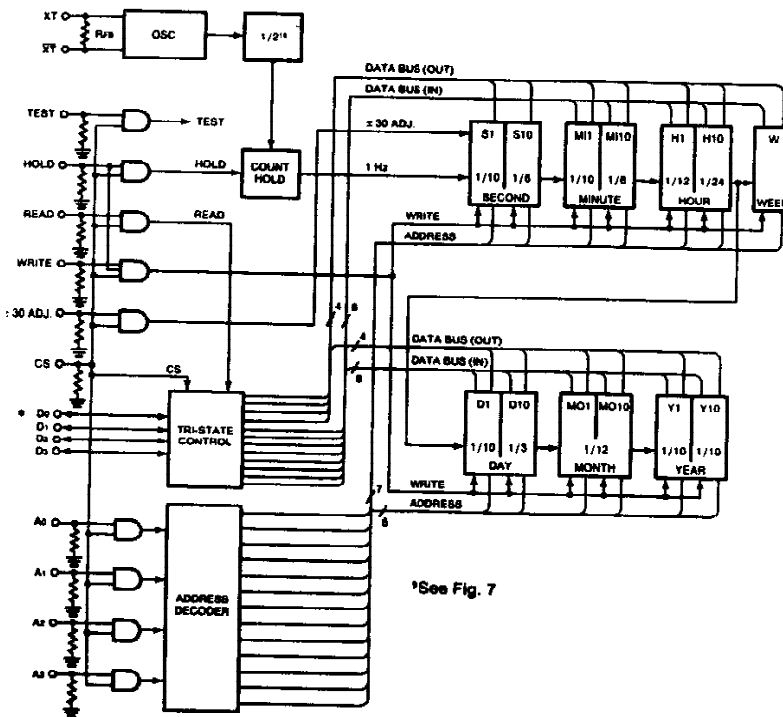 XT
OSC
1/2¹⁶
XT
DATA BUS (OUT)
DATA BUS (IN)
TEST
TEST
± 30 ADJ.
S1 S10
MI1 MI10
H1 H10
W
HOLD
HOLD
COUNT HOLD
1 Hz
1/10 1/6
1/10 1/6
1/12 1/24
SECOND
MINUTE
HOUR
WEEK
READ
READ
WRITE
ADDRESS
WRITE
: 30 ADJ.
4 8
CS
CS
4
DATA BUS (OUT)
DATA BUS (IN)
8
* D0
D1
D2
D3
TRI-STATE CONTROL
D1 D10
MO1 MO10
Y1 Y10
1/10 1/3
1/12
1/10 1/10
DAY
MONTH
YEAR
WRITE
7
ADDRESS
6
A0
A1
A2
A3
ADDRESS DECODER
*See Fig. 7